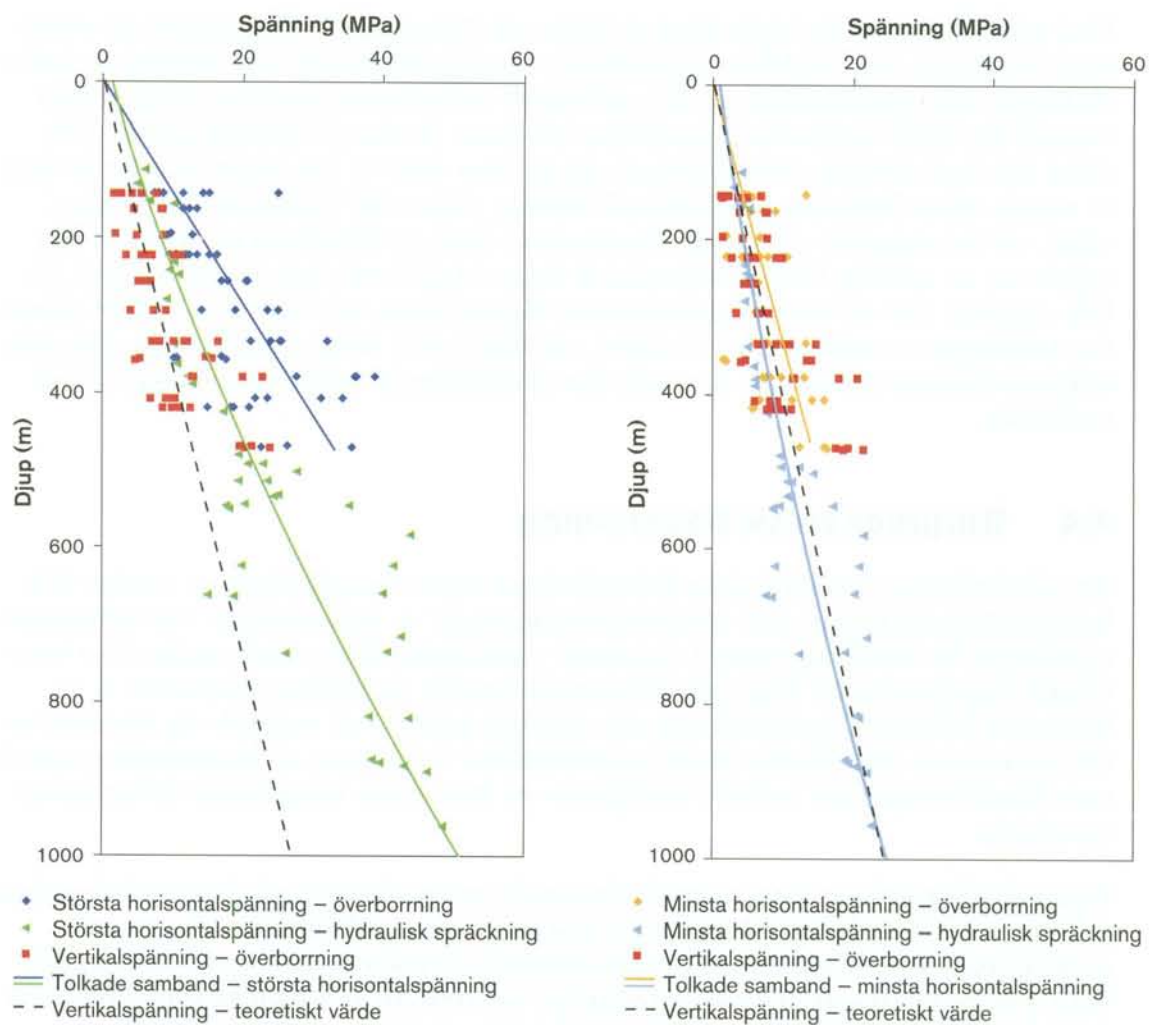 Spänning (MPa)
0 20 40 60
0
200
400
600
800
1000
Djup (m)
Största horisontalspänning – överborrning
Största horisontalspänning – hydraulisk spräckning
Vertikalspänning – överborrning
Tolkade samband – största horisontalspänning
Vertikalspänning – teoretiskt värde
Spänning (MPa)
0 20 40 60
0
200
400
600
800
1000
Djup (m)
Minsta horisontalspänning – överborrning
Minsta horisontalspänning – hydraulisk spräckning
Vertikalspänning – överborrning
Tolkade samband – minsta horisontalspänning
Vertikalspänning – teoretiskt värde